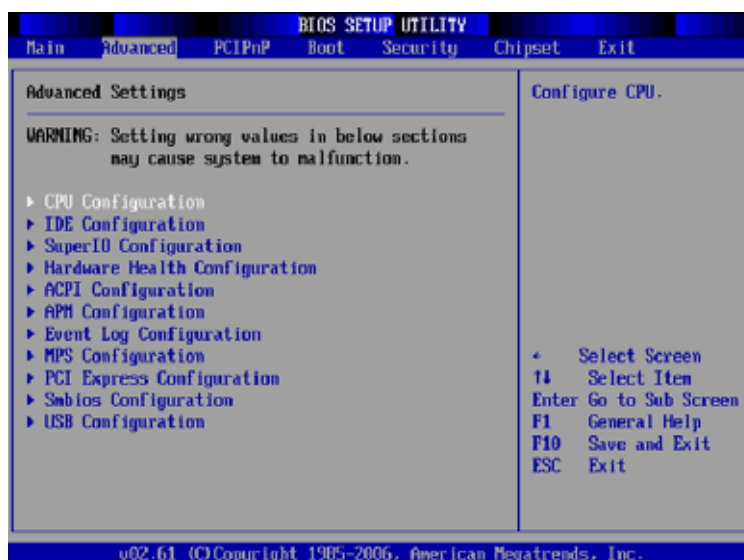 BIOS SETUP UTILITY
Main Advanced PCIPnP Boot Security Chipset Exit
Advanced Settings
WARNING: Setting wrong values in below sections
may cause system to malfunction.
▶ CPU Configuration
▶ IDE Configuration
▶ SuperIO Configuration
▶ Hardware Health Configuration
▶ ACPI Configuration
▶ APM Configuration
▶ Event Log Configuration
▶ MPS Configuration
▶ PCI Express Configuration
▶ Smbios Configuration
▶ USB Configuration
Configure CPU.
← Select Screen
↑↓ Select Item
Enter Go to Sub Screen
F1 General Help
F10 Save and Exit
ESC Exit
v02.61 (C)Copyright 1985-2006, American Megatrends, Inc.